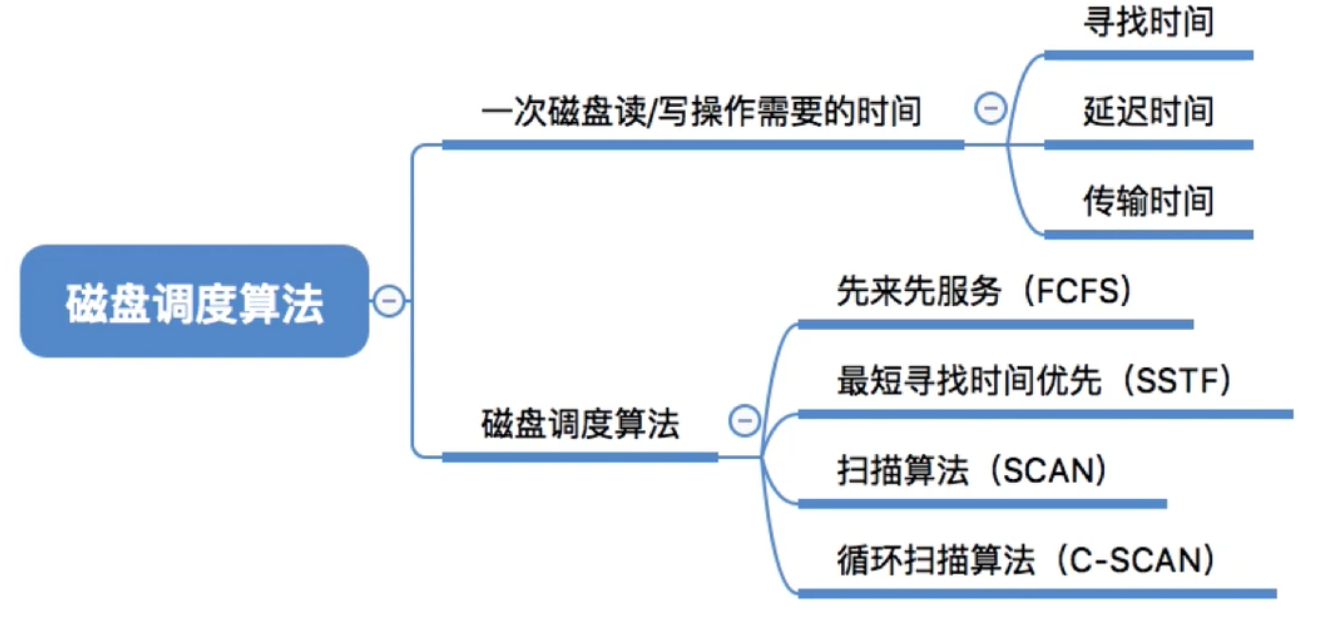 磁盘调度算法
一次磁盘读/写操作需要的时间
寻找时间
延迟时间
传输时间
磁盘调度算法
先来先服务（FCFS）
最短寻找时间优先（SSTF）
扫描算法（SCAN）
循环扫描算法（C-SCAN）